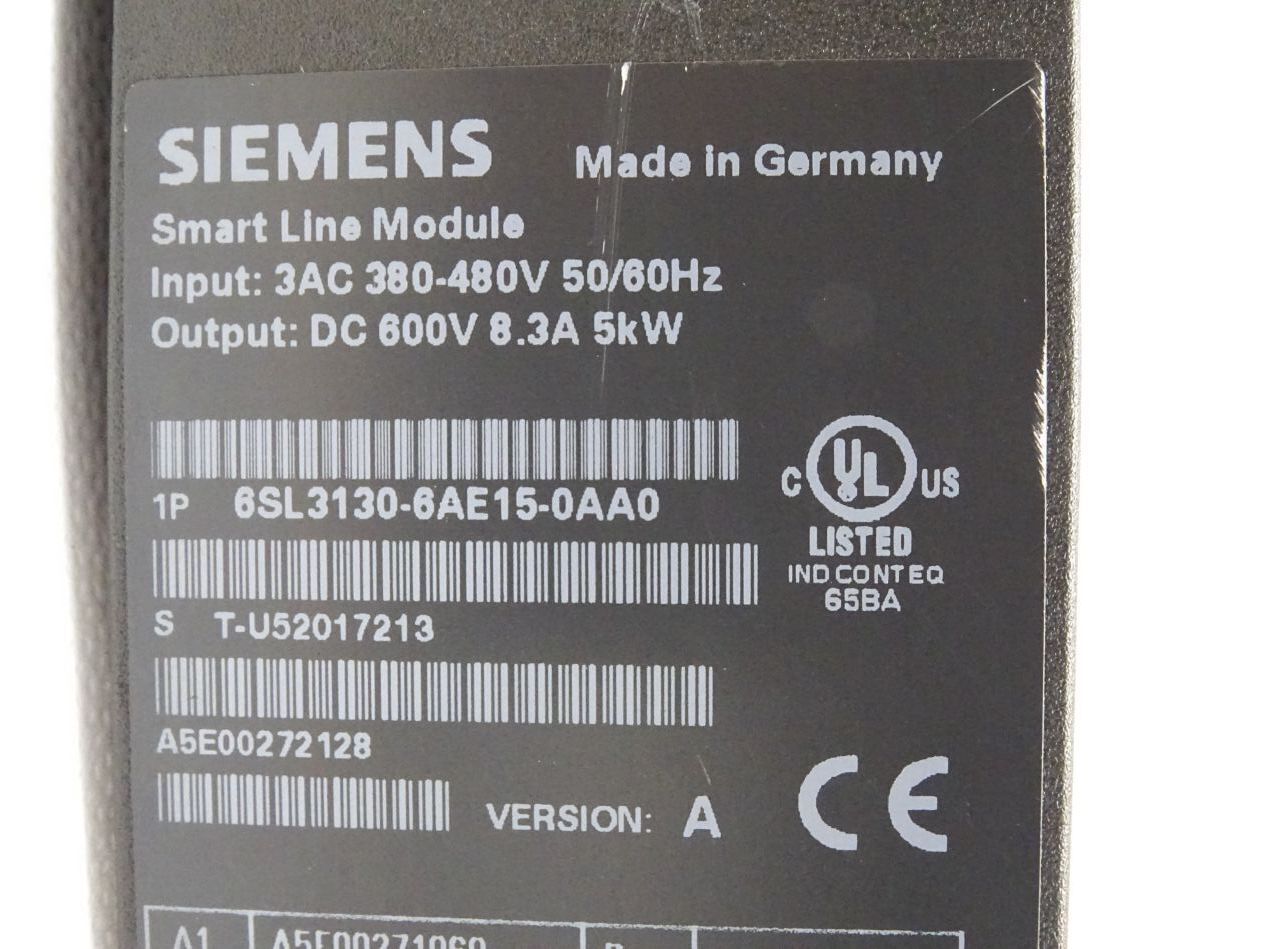 SIEMENS Made in Germany
Smart Line Module
Input: 3AC 380-480V 50/60Hz
Output: DC 600V 8.3A 5kW
1P 6SL3130-6AE15-0AA0
C UL US
LISTED
IND CONT EQ
65BA
S T-U52017213
A5E00272128
VERSION: A
CE
A1